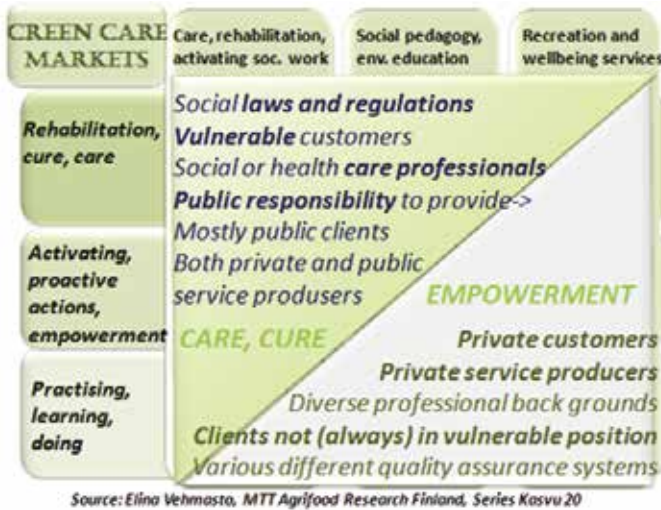 CREEN CARE
MARKETS
Care, rehabilitation,
activating soc. work
Social pedagogy,
env. education
Recreation and
wellbeing services
Rehabilitation,
cure, care
Activating,
proactive
actions,
empowerment
Practising,
learning,
doing
Social laws and regulations
Vulnerable customers
Social or health care professionals
Public responsibility to provide->
Mostly public clients
Both private and public
service produsers
CARE, CURE
EMPOWERMENT
Private customers
Private service producers
Diverse professional back grounds
Clients not (always) in vulnerable position
Various different quality assurance systems
Source: Elina Vehmasto, MTT Agrifood Research Finland, Series Kasvu 20